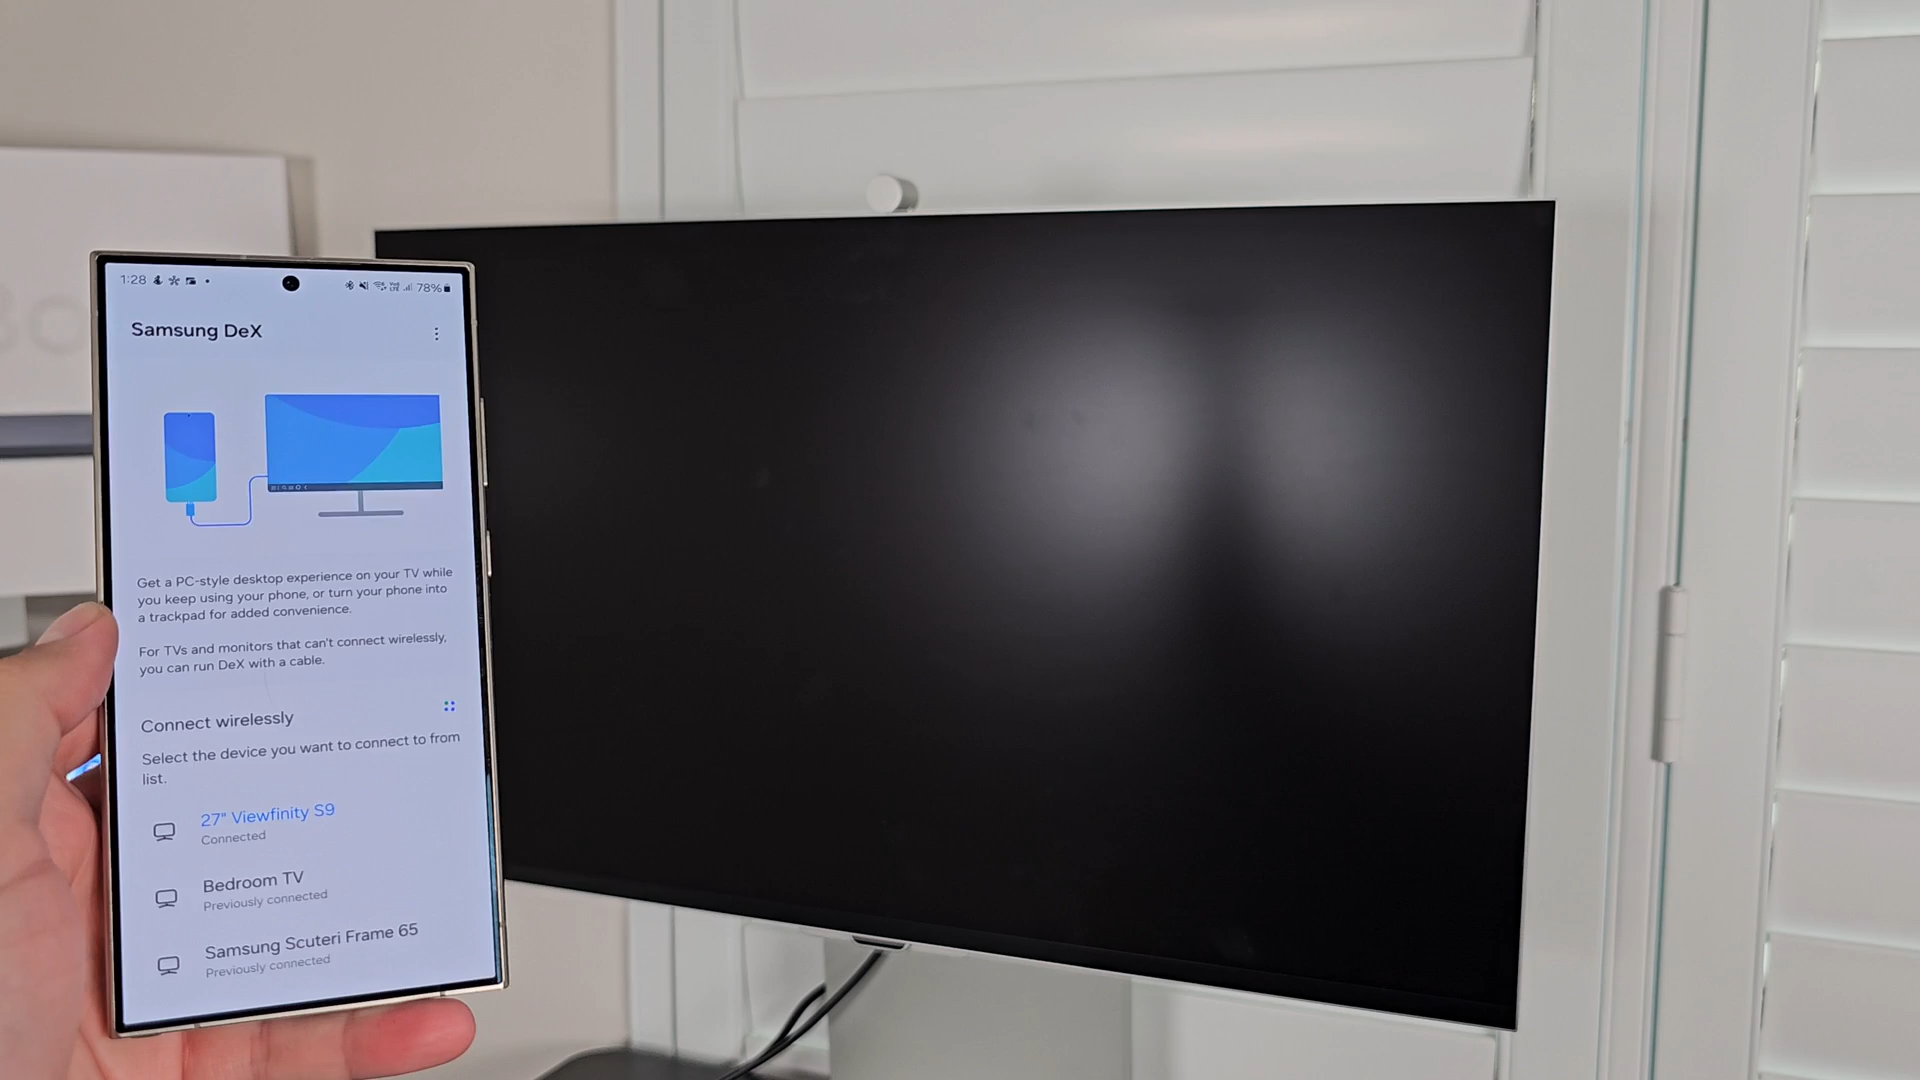 1:28
78%
Samsung DeX
Get a PC-style desktop experience on your TV while
you keep using your phone, or turn your phone into
a trackpad for added convenience.
For TVs and monitors that can't connect wirelessly,
you can run DeX with a cable.
Connect wirelessly
Select the device you want to connect to from
list.
27" Viewfinity S9
Connected
Bedroom TV
Previously connected
Samsung Scuteri Frame 65
Previously connected